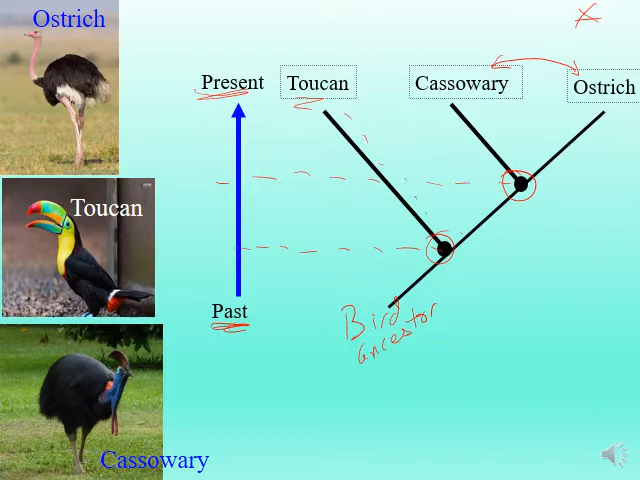 Ostrich
Present
Toucan
Cassowary
Ostrich
Toucan
Past
Bird
ancestor
Cassowary